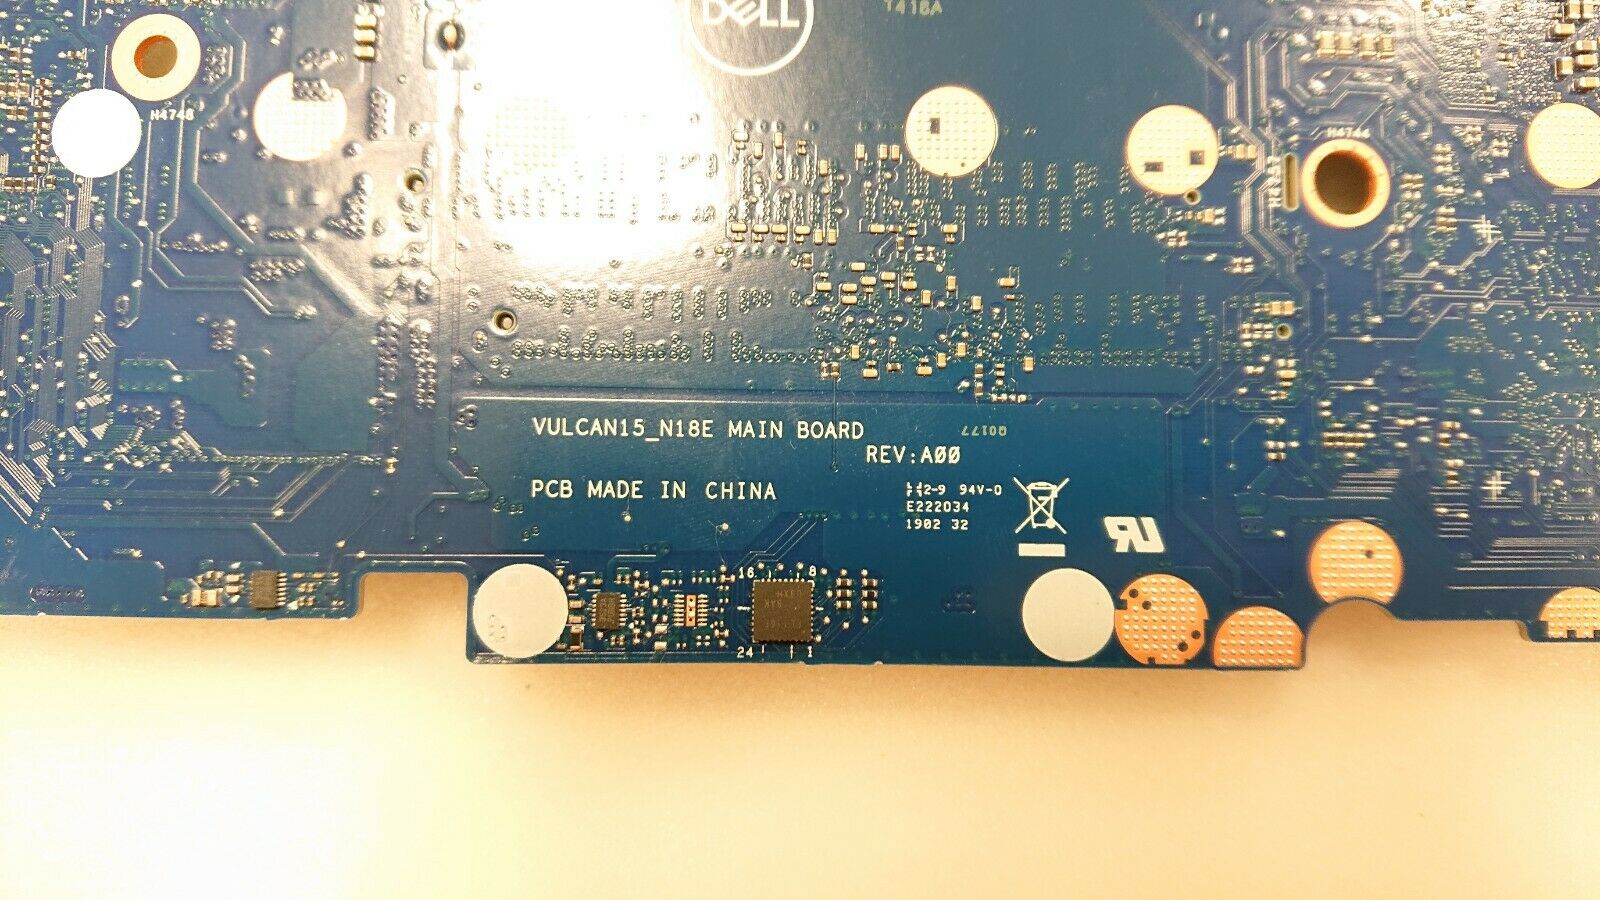 DELL
T418A
H4746
H4744
VULCAN15_N18E MAIN BOARD
REV:A00
Q0177
PCB MADE IN CHINA
94V-0
E222034
1902 32
16
8
24
1